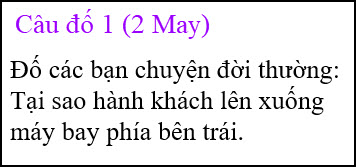 Câu đố 1 (2 May)
Đố các bạn chuyện đời thường:
Tại sao hành khách lên xuống
máy bay phía bên trái.